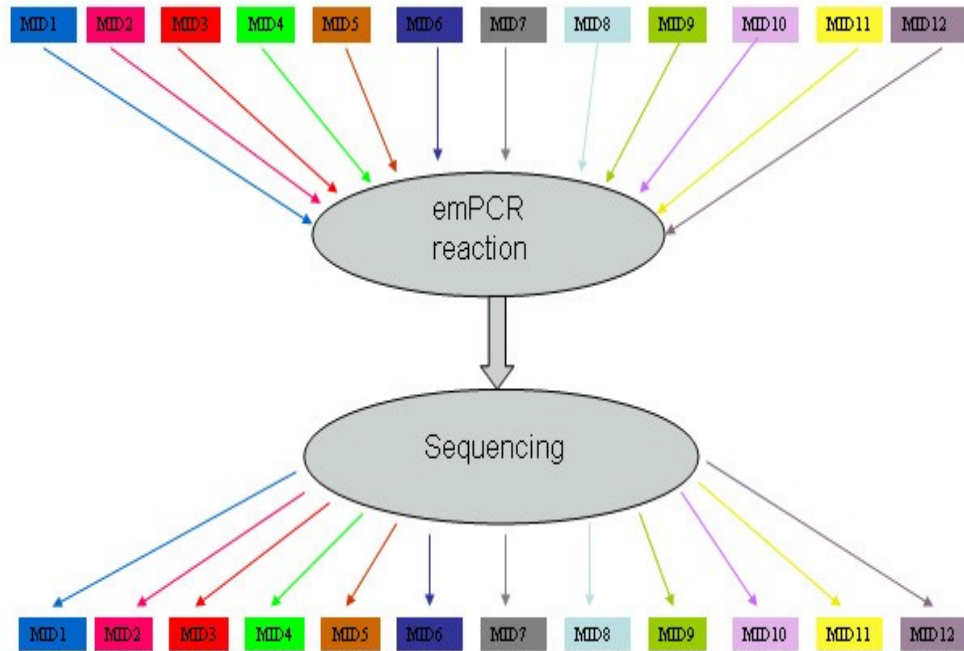 MID1 MID2 MID3 MID4 MID5 MID6 MID7 MID8 MID9 MID10 MID11 MID12
emPCR
reaction
Sequencing
MID1 MID2 MID3 MID4 MID5 MID6 MID7 MID8 MID9 MID10 MID11 MID12